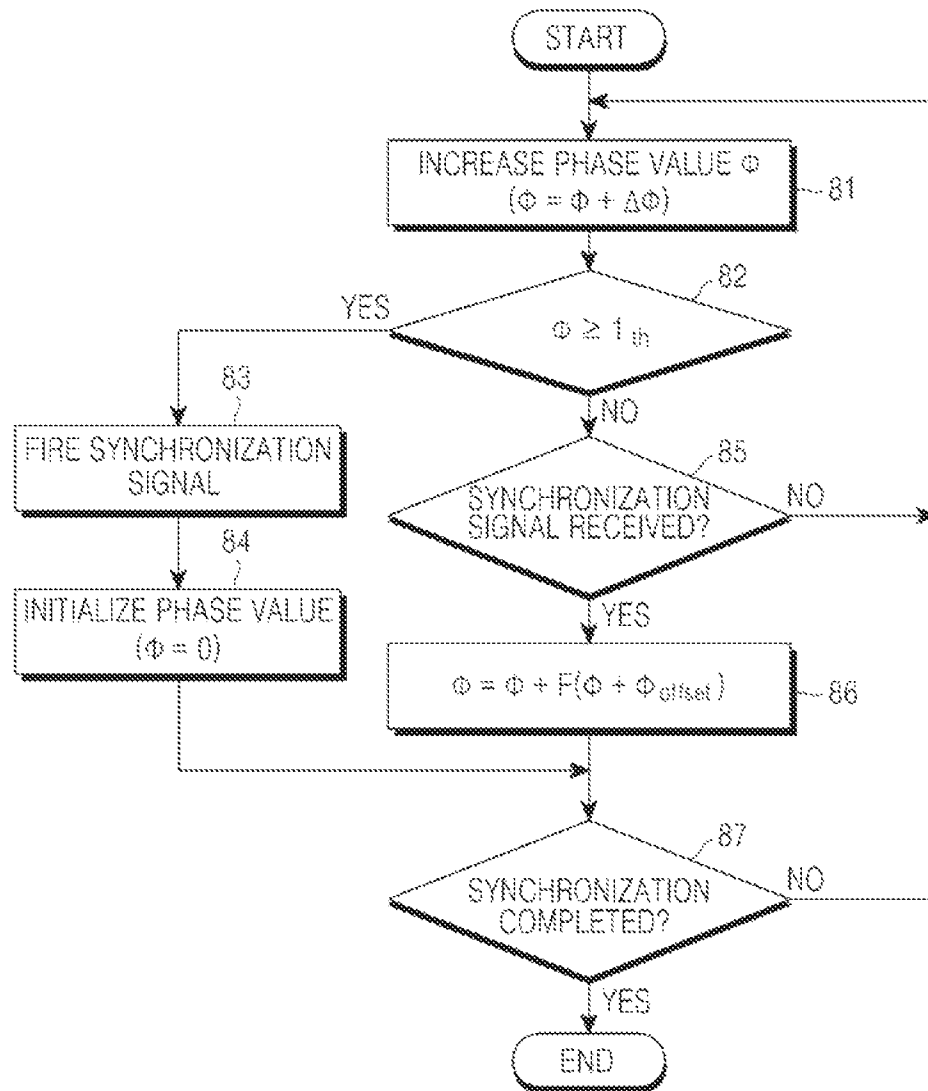 START
INCREASE PHASE VALUE Φ
(Φ = Φ + ΔΦ)
81
82
YES
Φ ≥ 1th
NO
83
FIRE SYNCHRONIZATION
SIGNAL
85
SYNCHRONIZATION
SIGNAL RECEIVED?
NO
84
INITIALIZE PHASE VALUE
(Φ = 0)
YES
Φ = Φ + F(Φ + Φoffset)
86
87
SYNCHRONIZATION
COMPLETED?
NO
YES
END